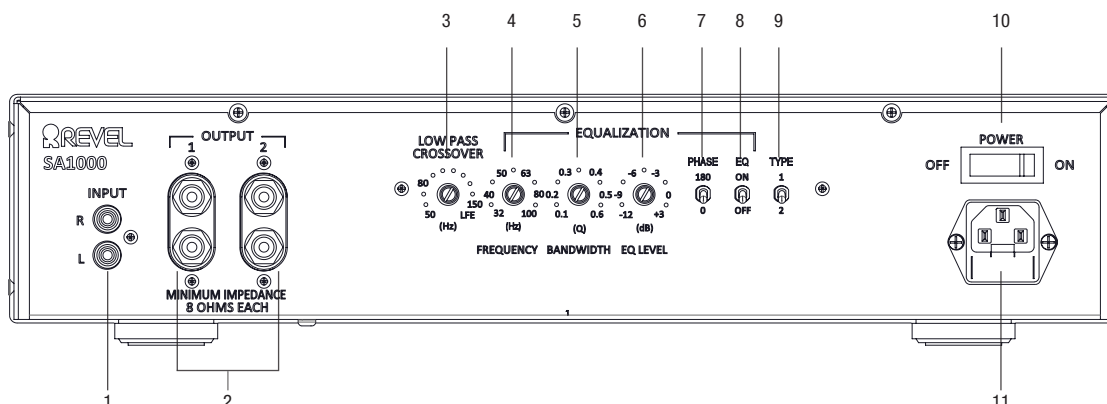 3 4 5 6 7 8 9 10
REVEL
SA1000
OUTPUT
1 2
INPUT
R
L
MINIMUM IMPEDANCE
8 OHMS EACH
LOW PASS
CROSSOVER
80
50
150
LFE
(Hz)
EQUALIZATION
50 63
40 80
32 100
(Hz)
FREQUENCY
0.3 0.4
0.2 0.5
0.1 0.6
(Q)
BANDWIDTH
-6 -3
-9 0
-12 +3
(dB)
EQ LEVEL
PHASE
180
0
EQ
ON
OFF
TYPE
1
2
POWER
OFF ON
1 2 11